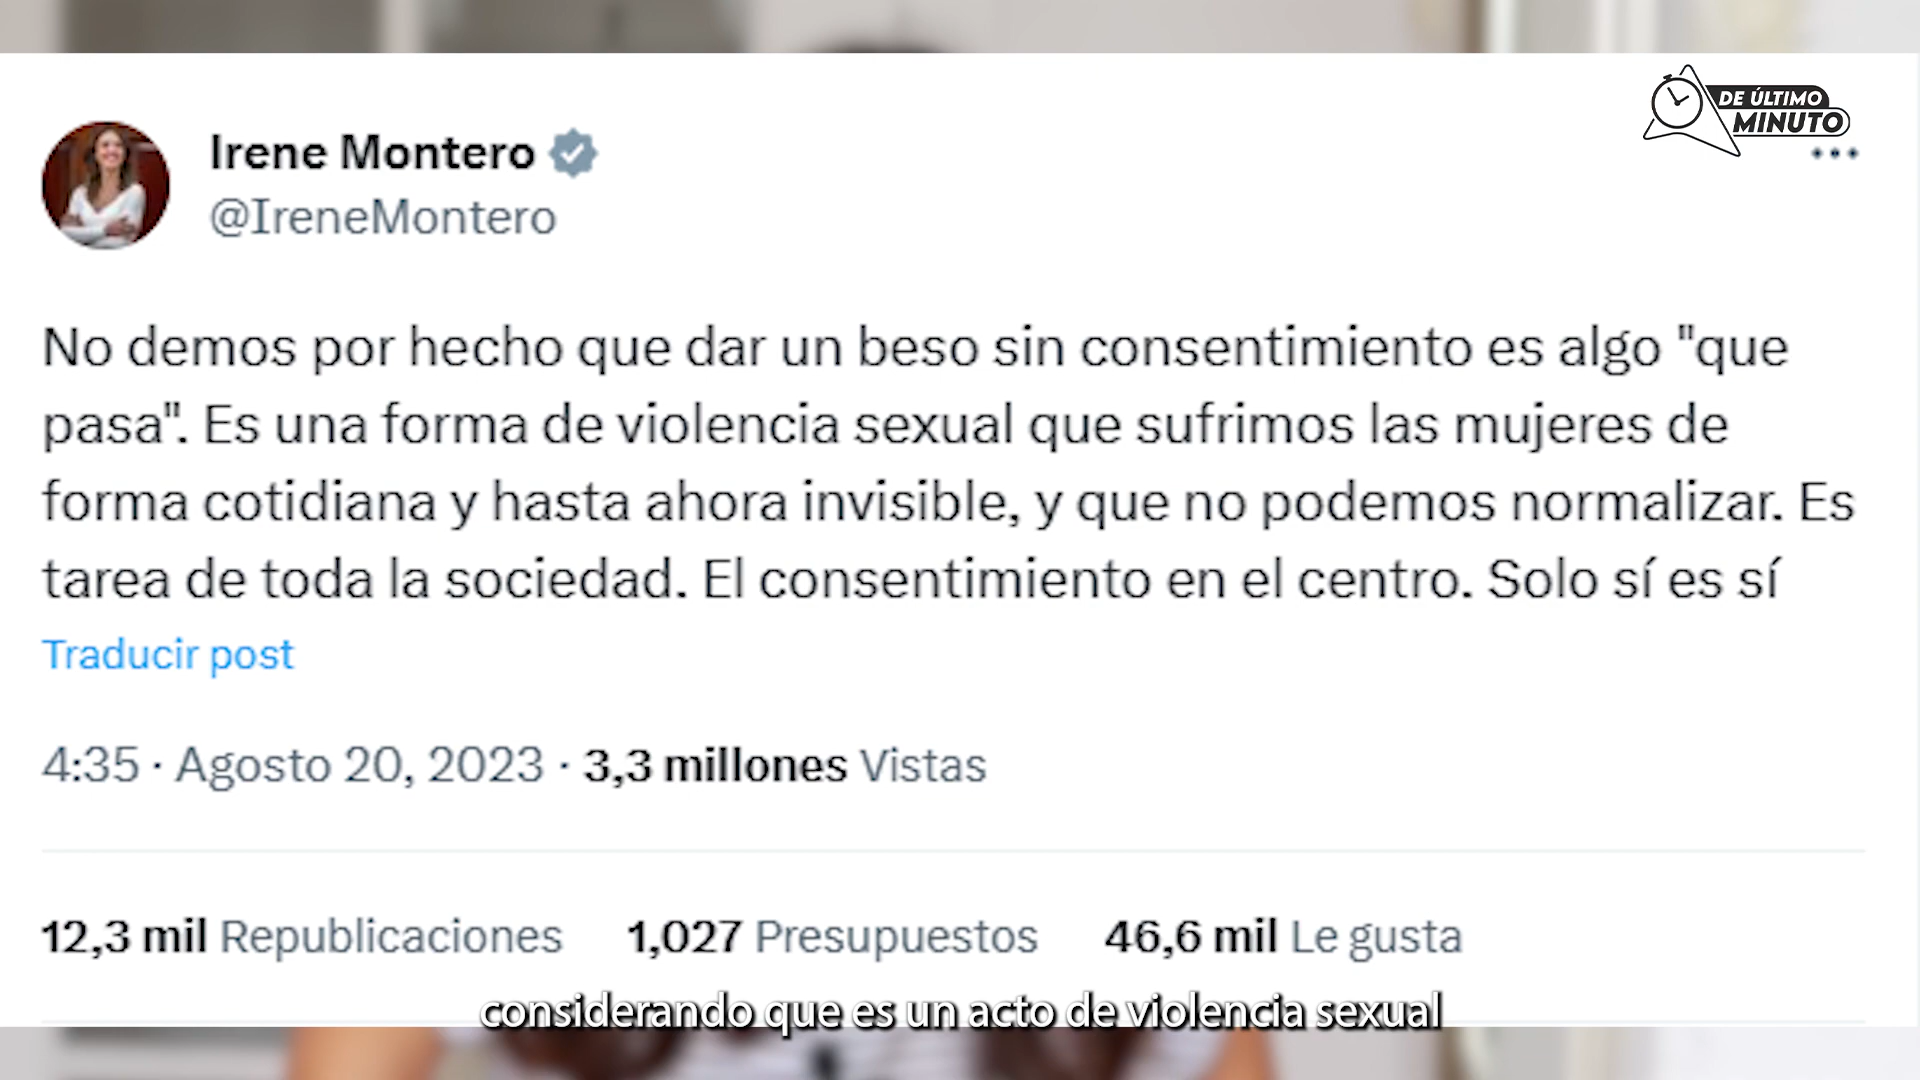 DE ÚLTIMO
MINUTO
Irene Montero
@IreneMontero
No demos por hecho que dar un beso sin consentimiento es algo "que
pasa". Es una forma de violencia sexual que sufrimos las mujeres de
forma cotidiana y hasta ahora invisible, y que no podemos normalizar. Es
tarea de toda la sociedad. El consentimiento en el centro. Solo sí es sí
Traducir post
4:35 · Agosto 20, 2023 · 3,3 millones Vistas
12,3 mil Republicaciones 1,027 Presupuestos 46,6 mil Le gusta
considerando que es un acto de violencia sexual